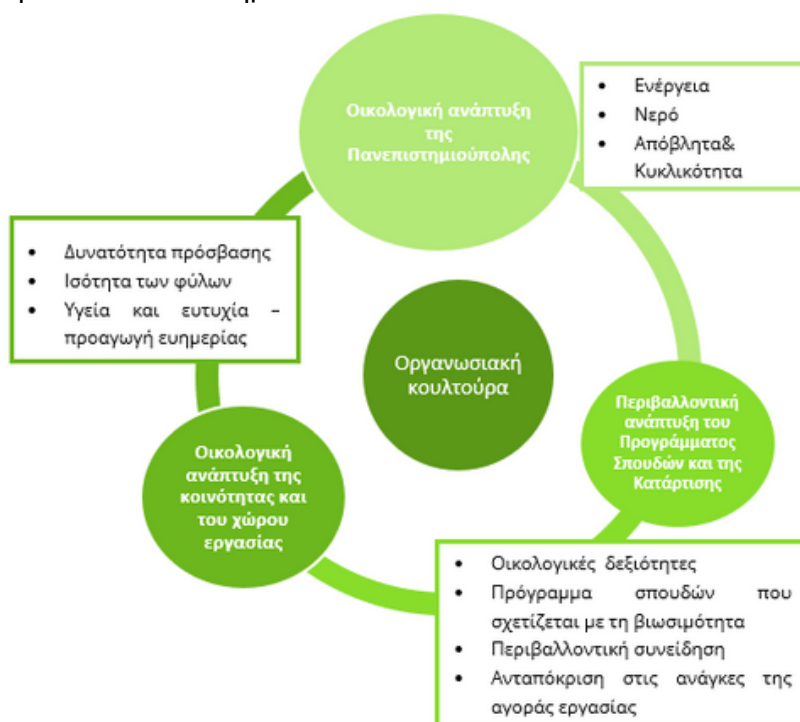 Οικολογική ανάπτυξη
της
Πανεπιστημιούπολης
• Ενέργεια
• Νερό
• Απόβλητα&
Κυκλικότητα
• Δυνατότητα πρόσβασης
• Ισότητα των φύλων
• Υγεία και ευτυχία –
προαγωγή ευημερίας
Οργανωσιακή
κουλτούρα
Περιβαλλοντική
ανάπτυξη του
Προγράμματος
Σπουδών και της
Κατάρτισης
Οικολογική
ανάπτυξη της
κοινότητας και
του χώρου
εργασίας
• Οικολογικές δεξιότητες
• Πρόγραμμα σπουδών που
σχετίζεται με τη βιωσιμότητα
• Περιβαλλοντική συνείδηση
• Ανταπόκριση στις ανάγκες της
αγοράς εργασίας